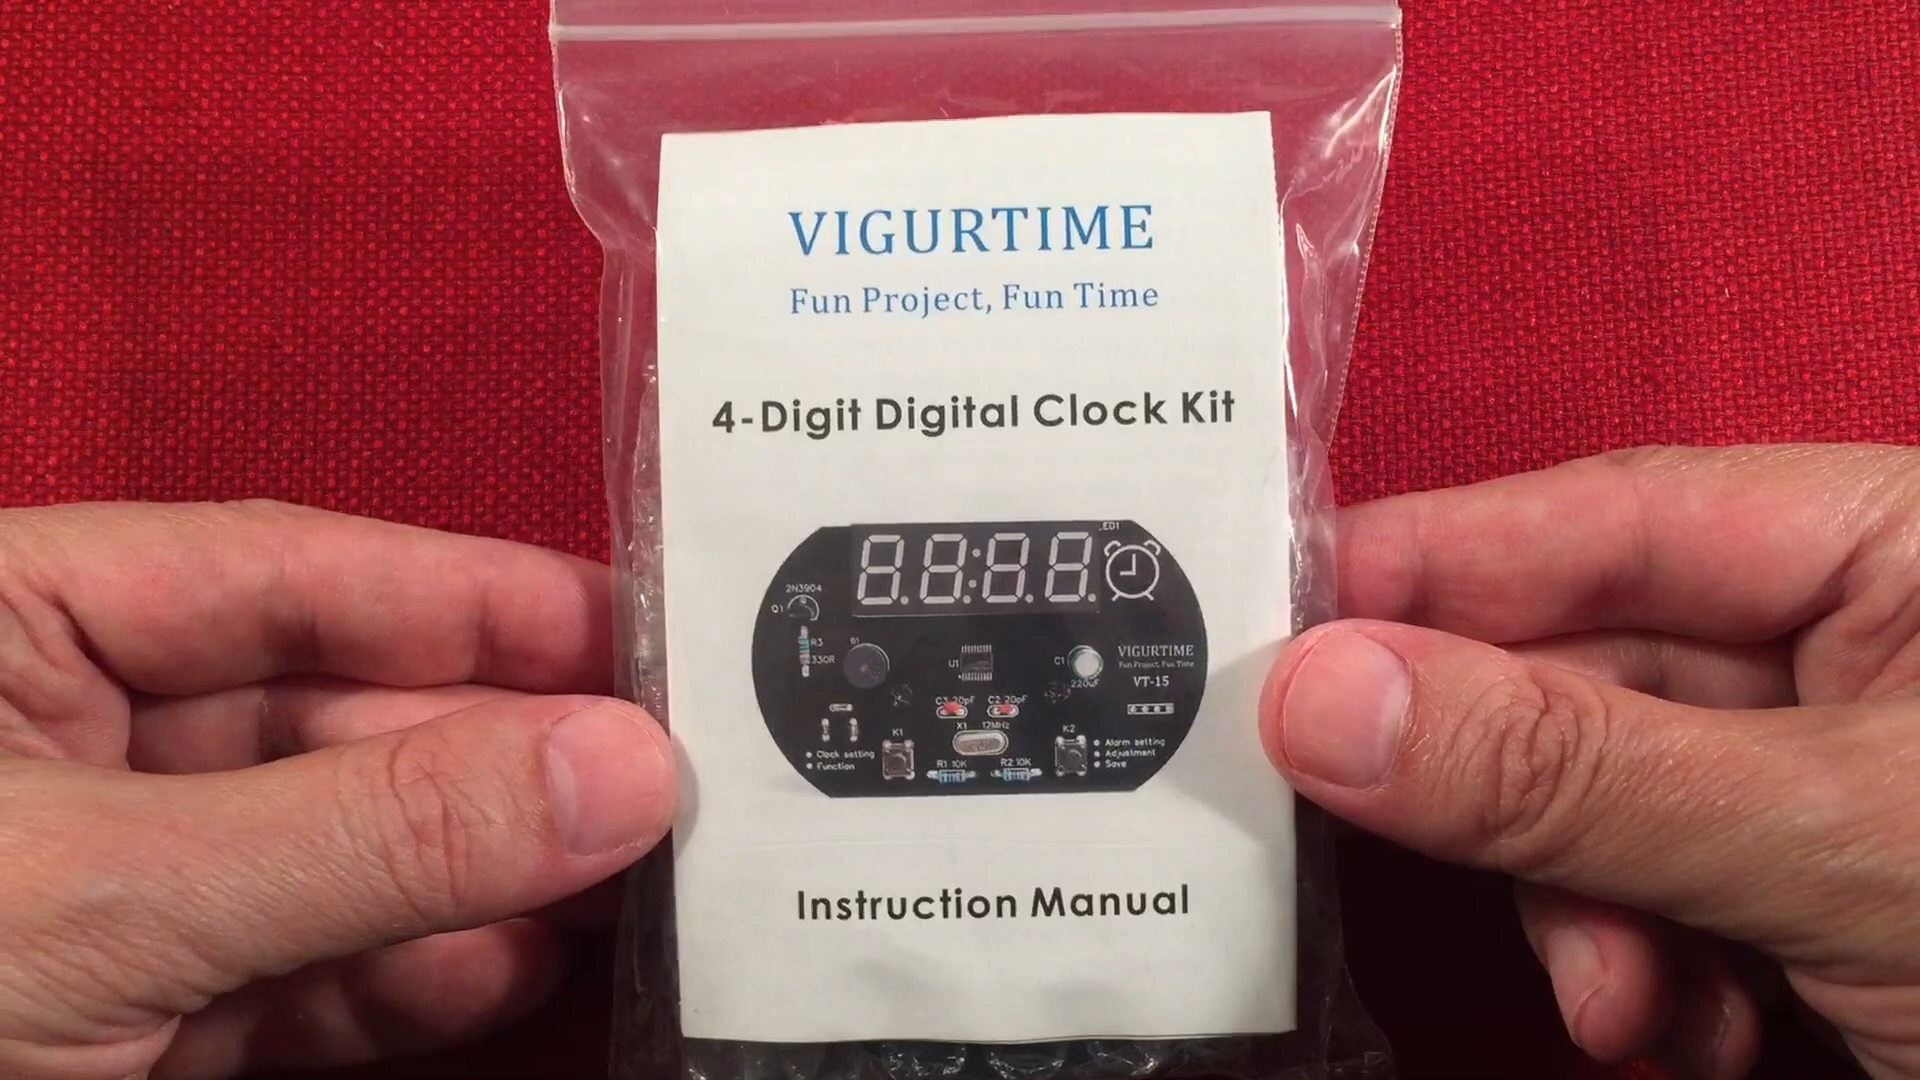 VIGURTIME
Fun Project, Fun Time
4-Digit Digital Clock Kit
LED1
2N3904
Q1
R3
330R
B1
U1
C1
220uF
VIGURTIME
Fun Project, Fun Time
VT-15
C3 20pF
C2 20pF
X1 12MHz
K1
K2
Clock setting
Function
Alarm setting
Adjustment
Save
R1 10K
R2 10K
Instruction Manual